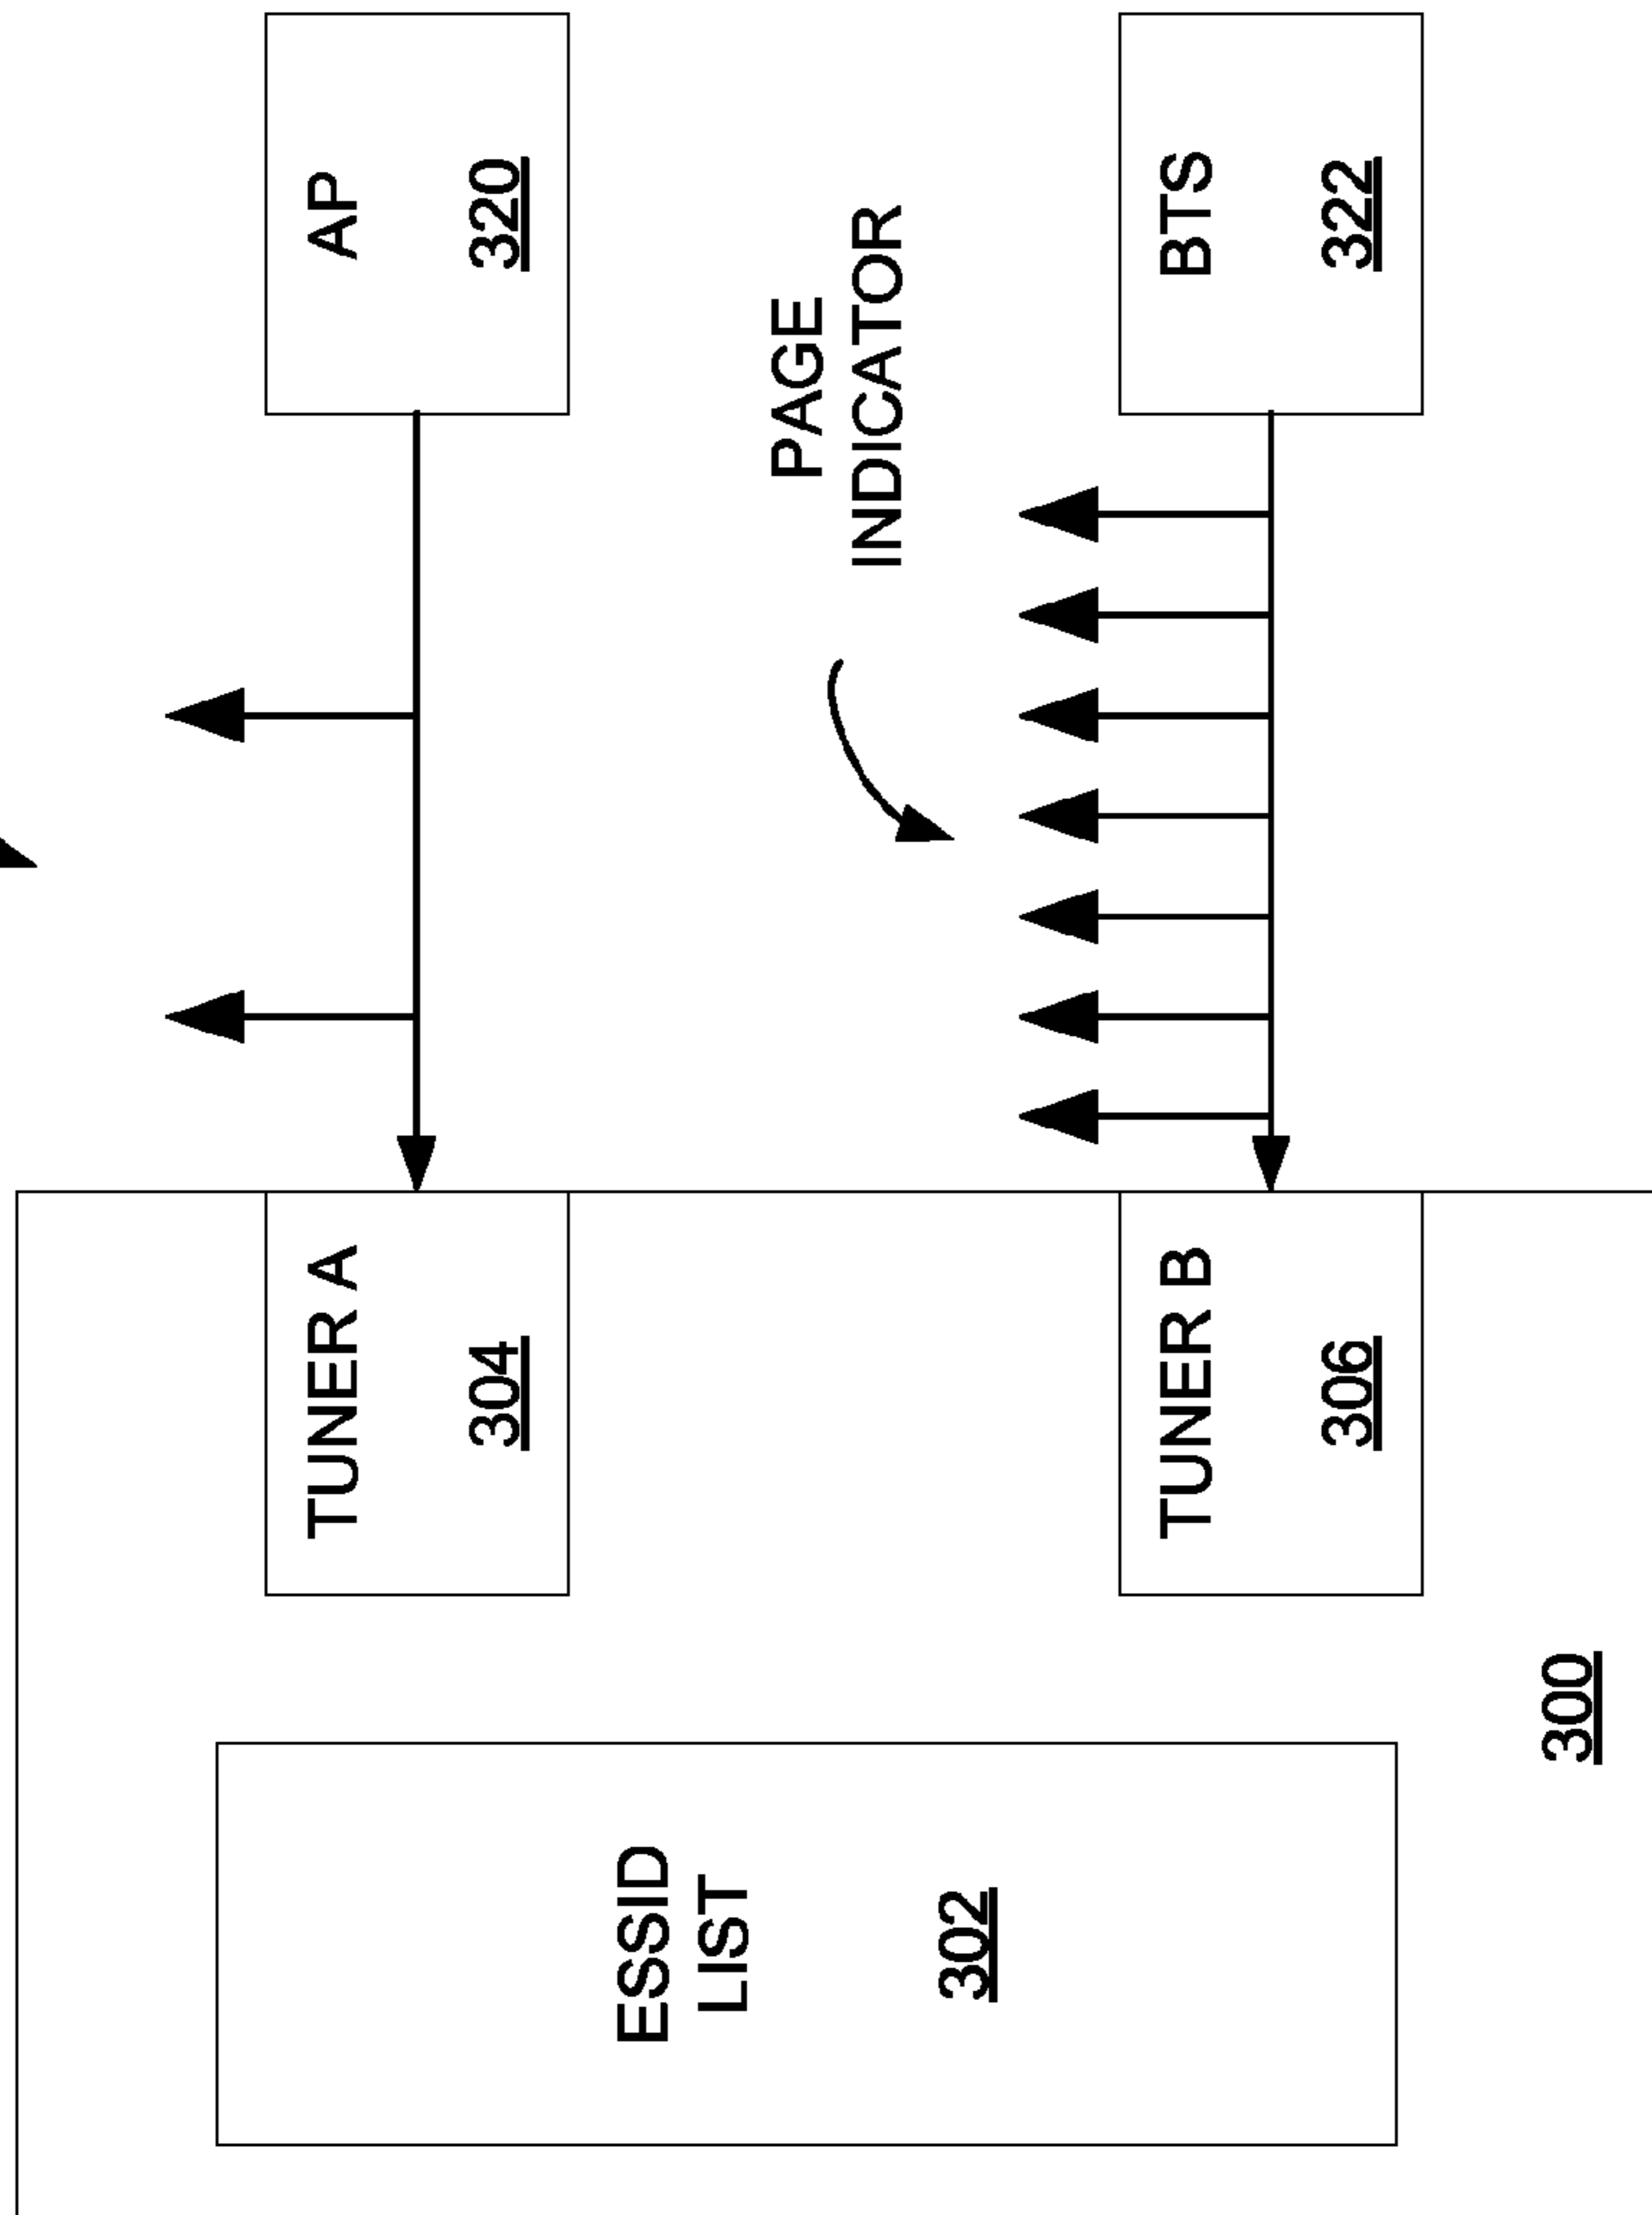 ESSID
LIST
302
TUNER A
304
AP
320
PAGE
INDICATOR
TUNER B
306
BTS
322
300